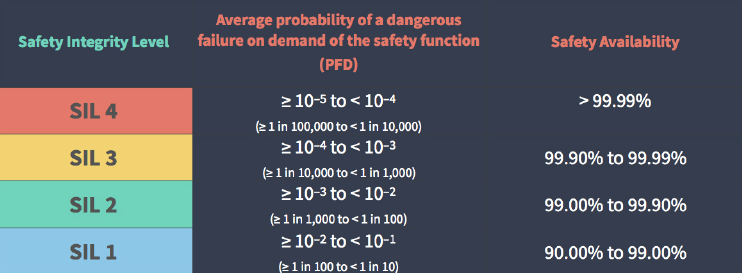 Safety Integrity Level
Average probability of a dangerous
failure on demand of the safety function
(PFD)
Safety Availability
SIL 4
≥ 10⁻⁵ to < 10⁻⁴
(≥ 1 in 100,000 to < 1 in 10,000)
> 99.99%
SIL 3
≥ 10⁻⁴ to < 10⁻³
(≥ 1 in 10,000 to < 1 in 1,000)
99.90% to 99.99%
SIL 2
≥ 10⁻³ to < 10⁻²
(≥ 1 in 1,000 to < 1 in 100)
99.00% to 99.90%
SIL 1
≥ 10⁻² to < 10⁻¹
(≥ 1 in 100 to < 1 in 10)
90.00% to 99.00%